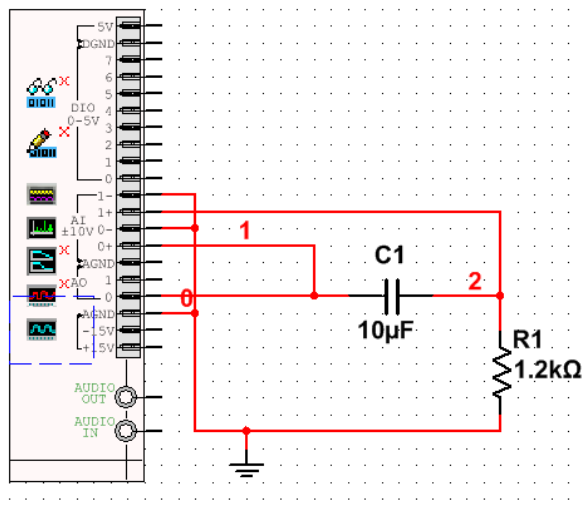 5V
DGND
7
6
5
DIO
0-5V
4
3
2
1
0
1-
1+
AI
±10V
0-
0+
AGND
AO
1
0
AGND
-15V
+15V
AUDIO
OUT
AUDIO
IN
1
0
C1
10µF
2
R1
1.2kΩ